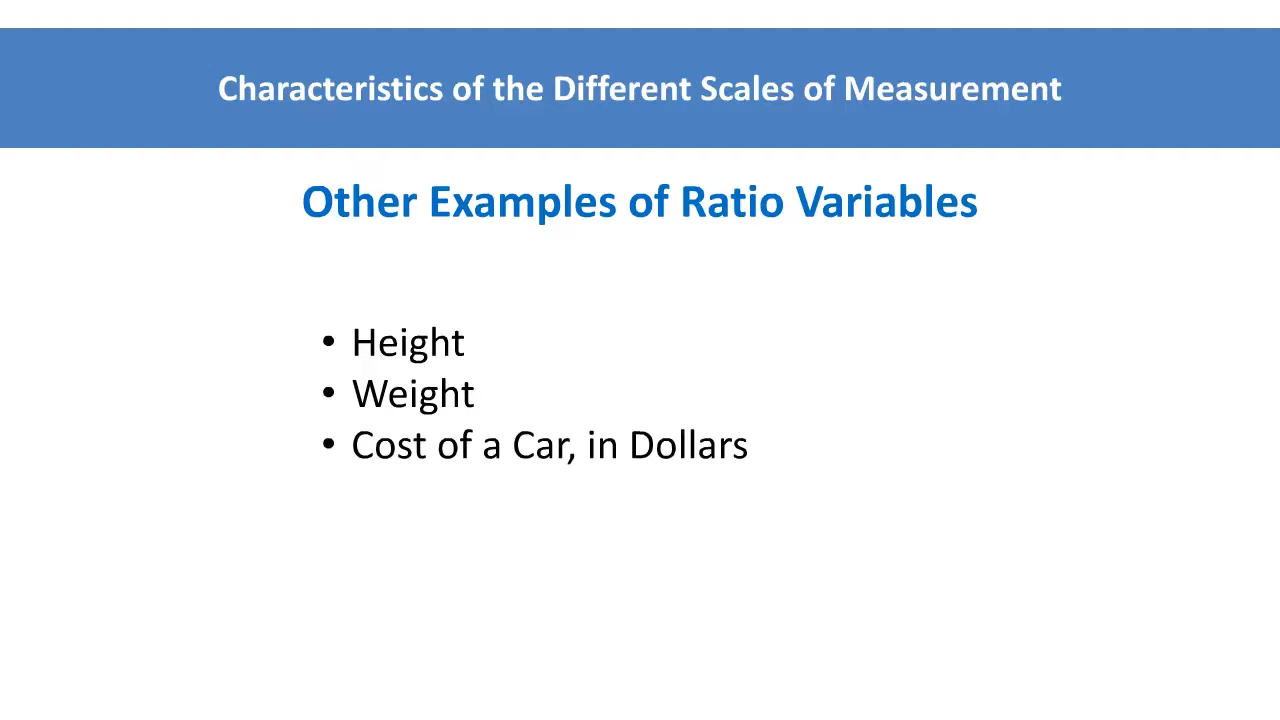 Characteristics of the Different Scales of Measurement
Other Examples of Ratio Variables
• Height
• Weight
• Cost of a Car, in Dollars